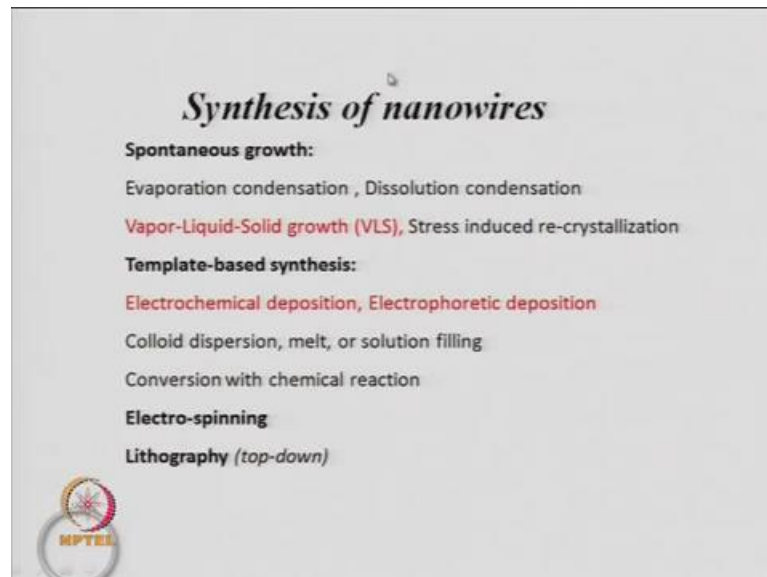 Synthesis of nanowires
Spontaneous growth:
Evaporation condensation , Dissolution condensation
Vapor-Liquid-Solid growth (VLS), Stress induced re-crystallization
Template-based synthesis:
Electrochemical deposition, Electrophoretic deposition
Colloid dispersion, melt, or solution filling
Conversion with chemical reaction
Electro-spinning
Lithography (top-down)
NPTEL